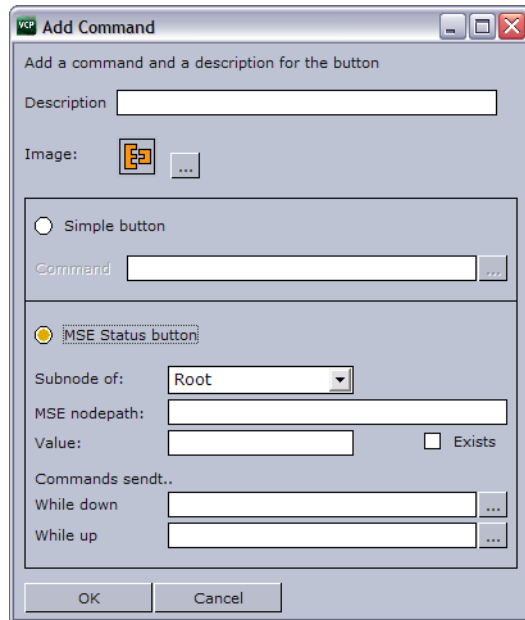 VCP Add Command
Add a command and a description for the button
Description
Image:
...
Simple button
Command ...
MSE Status button
Subnode of: Root
MSE nodepath:
Value: Exists
Commands sendt..
While down ...
While up ...
OK Cancel